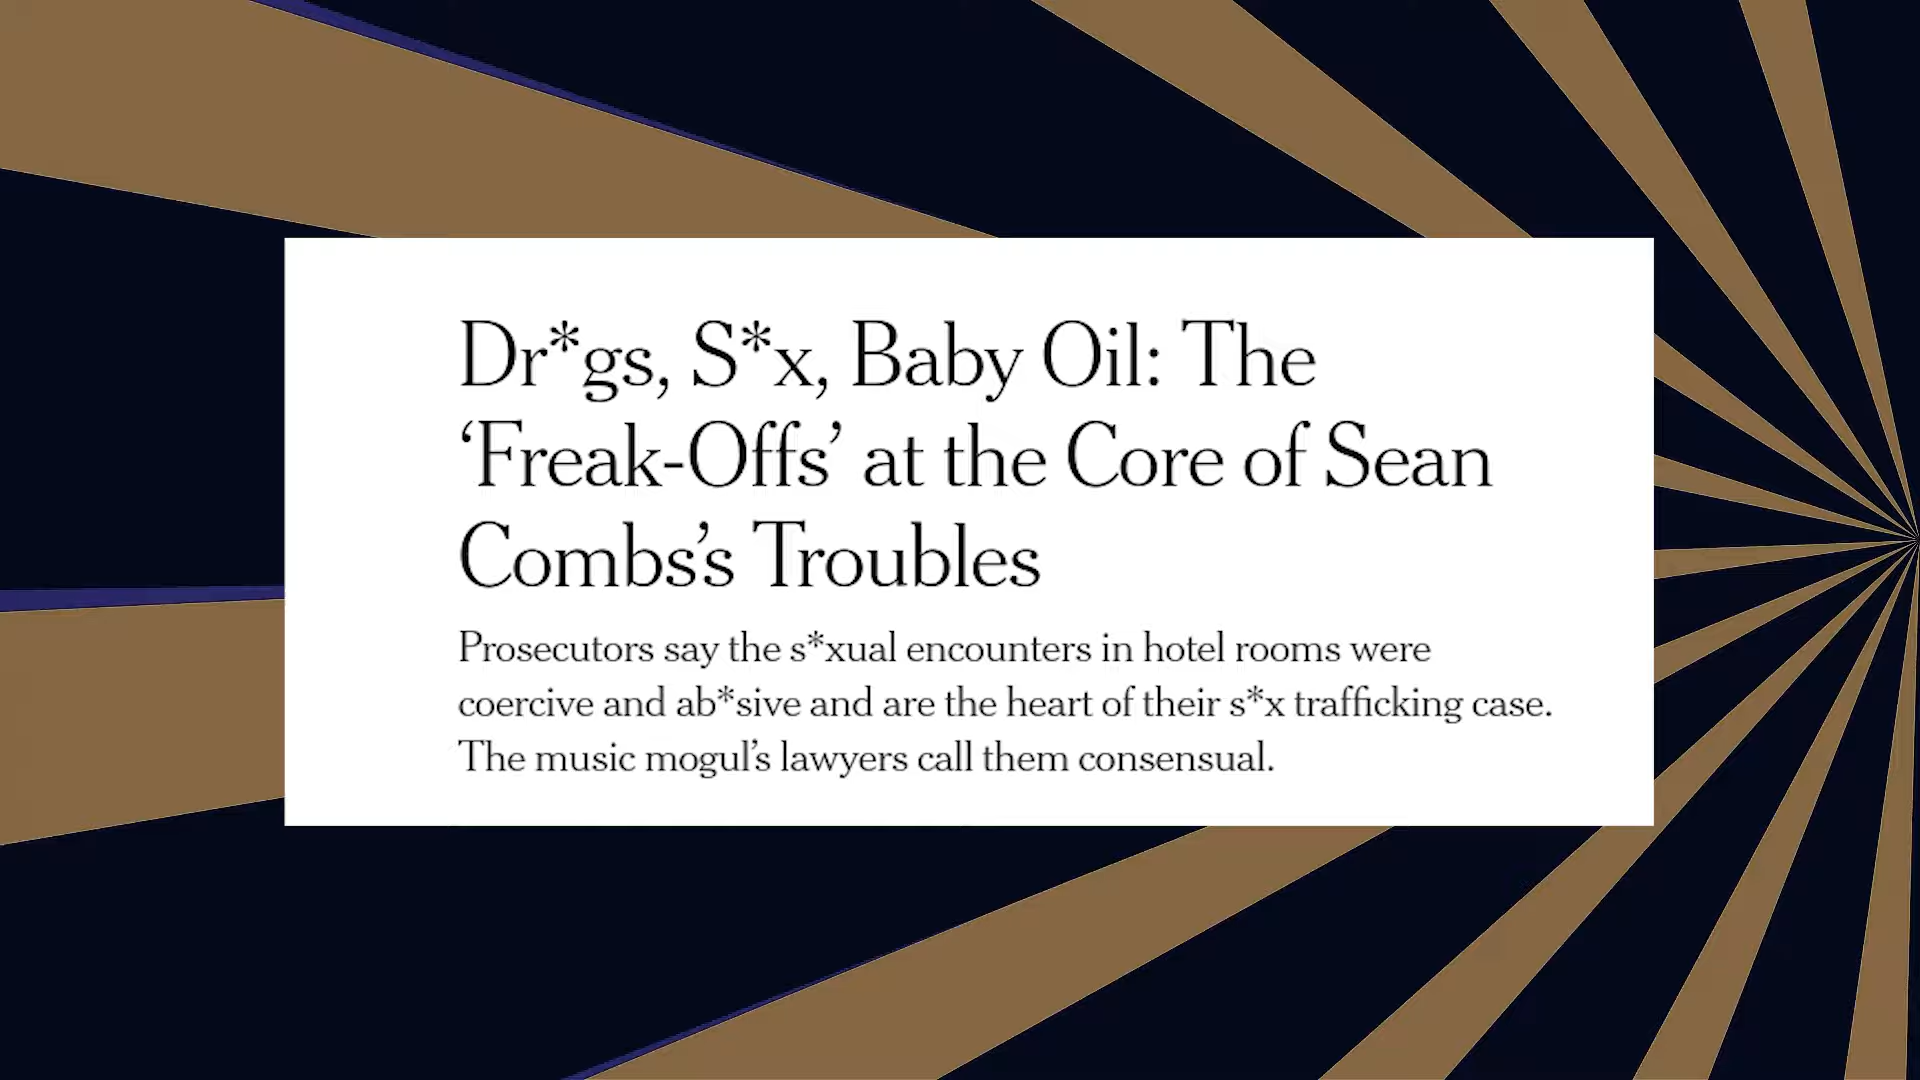 Dr*gs, S*x, Baby Oil: The
‘Freak-Offs’ at the Core of Sean
Combs’s Troubles
Prosecutors say the s*xual encounters in hotel rooms were
coercive and ab*sive and are the heart of their s*x trafficking case.
The music mogul’s lawyers call them consensual.